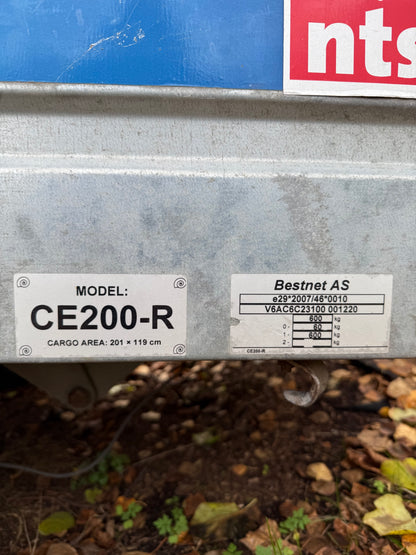 nts
MODEL:
CE200-R
CARGO AREA: 201 × 119 cm
Bestnet AS
e29*2007/46*0010
V6AC6C23100 001220
600 kg
0 - 60 kg
1 - 600 kg
2 - kg
CE200-R